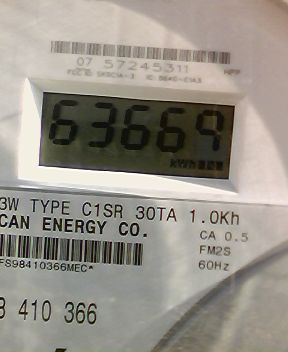 07 57245311
63669
3W TYPE C1SR 30TA 1.0Kh
CAN ENERGY CO.
CA 0.5
FM2S
60Hz
FS98410366MEC*
410 366